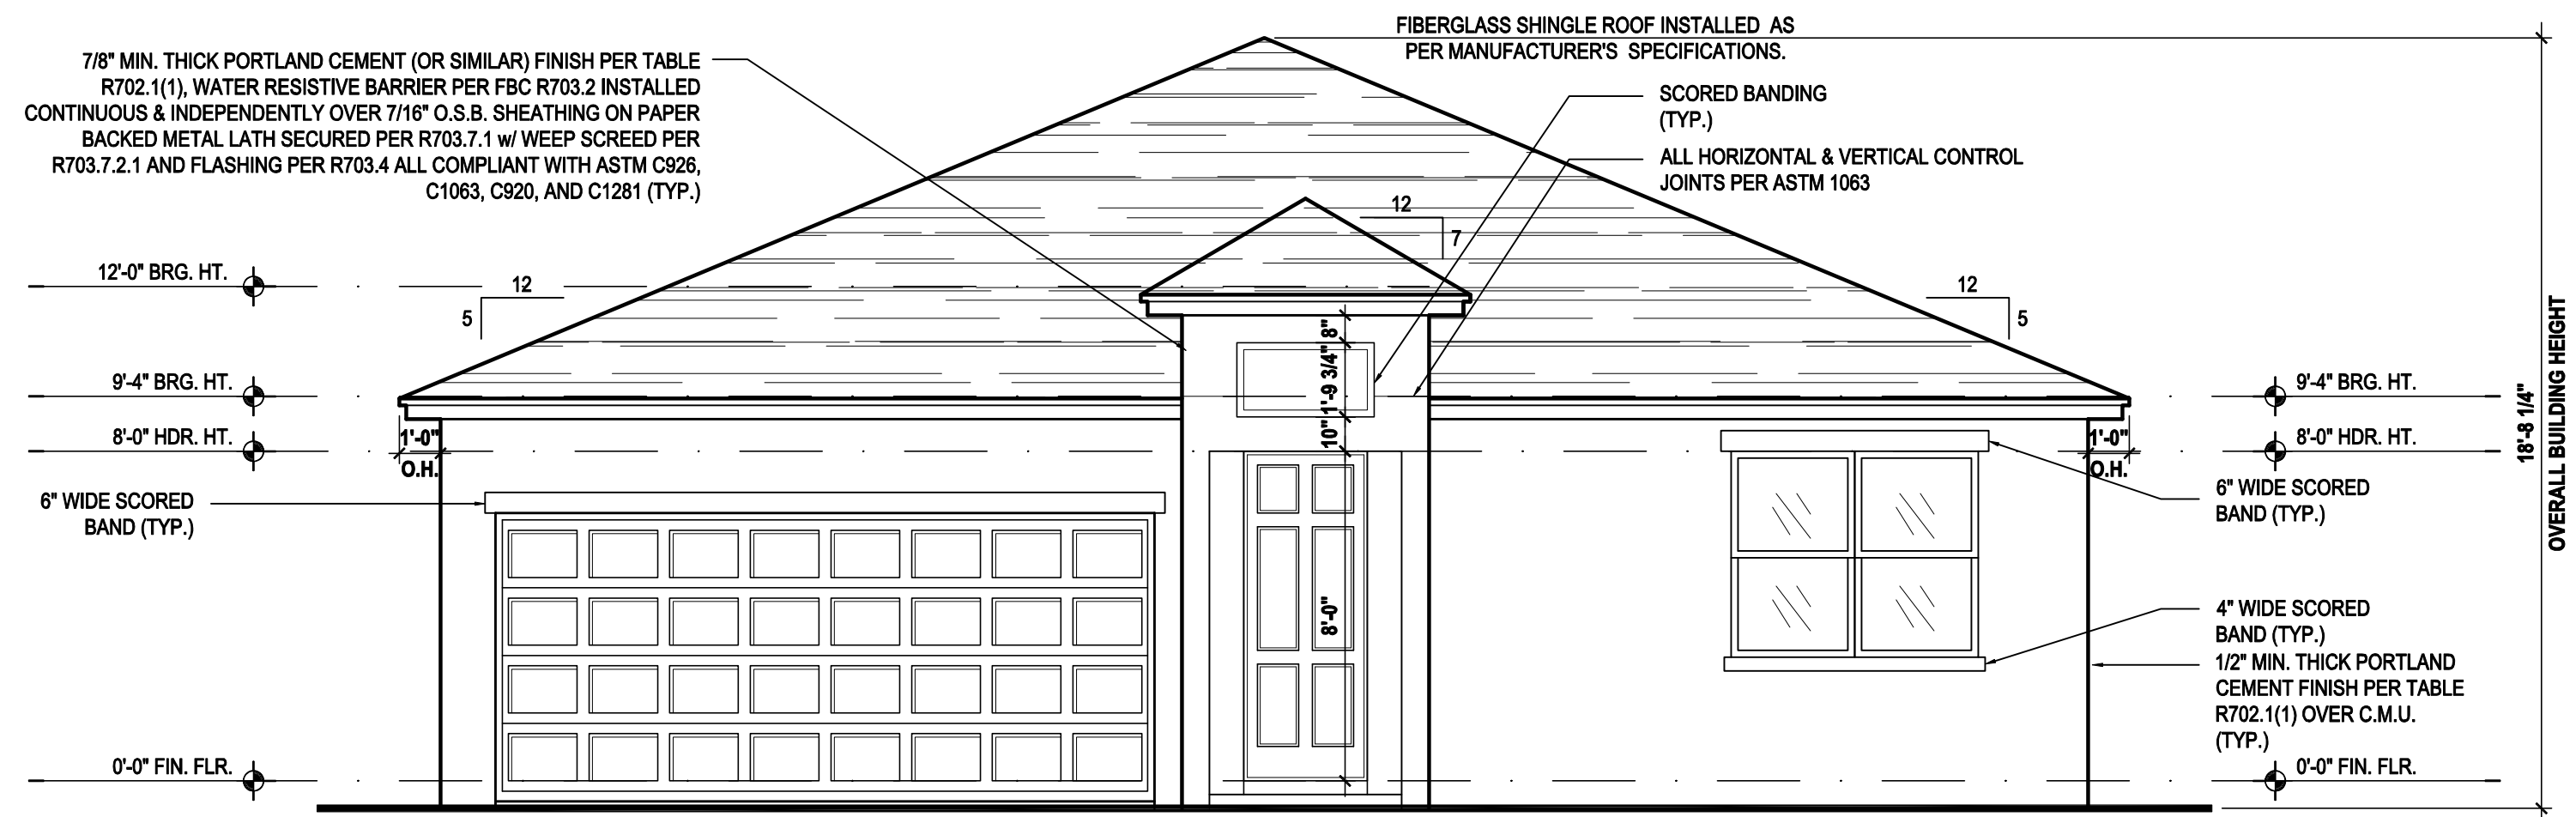 FIBERGLASS SHINGLE ROOF INSTALLED AS
PER MANUFACTURER'S SPECIFICATIONS.
7/8" MIN. THICK PORTLAND CEMENT (OR SIMILAR) FINISH PER TABLE
R702.1(1), WATER RESISTIVE BARRIER PER FBC R703.2 INSTALLED
CONTINUOUS & INDEPENDENTLY OVER 7/16" O.S.B. SHEATHING ON PAPER
BACKED METAL LATH SECURED PER R703.7.1 w/ WEEP SCREED PER
R703.7.2.1 AND FLASHING PER R703.4 ALL COMPLIANT WITH ASTM C926,
C1063, C920, AND C1281 (TYP.)
SCORED BANDING
(TYP.)
ALL HORIZONTAL & VERTICAL CONTROL
JOINTS PER ASTM 1063
12
7
12'-0" BRG. HT.
12
5
12
5
8"
1'-9 3/4"
10"
8'-0"
9'-4" BRG. HT.
9'-4" BRG. HT.
8'-0" HDR. HT.
1'-0"
O.H.
1'-0"
O.H.
8'-0" HDR. HT.
18'-8 1/4"
OVERALL BUILDING HEIGHT
6" WIDE SCORED
BAND (TYP.)
6" WIDE SCORED
BAND (TYP.)
4" WIDE SCORED
BAND (TYP.)
1/2" MIN. THICK PORTLAND
CEMENT FINISH PER TABLE
R702.1(1) OVER C.M.U.
(TYP.)
0'-0" FIN. FLR.
0'-0" FIN. FLR.